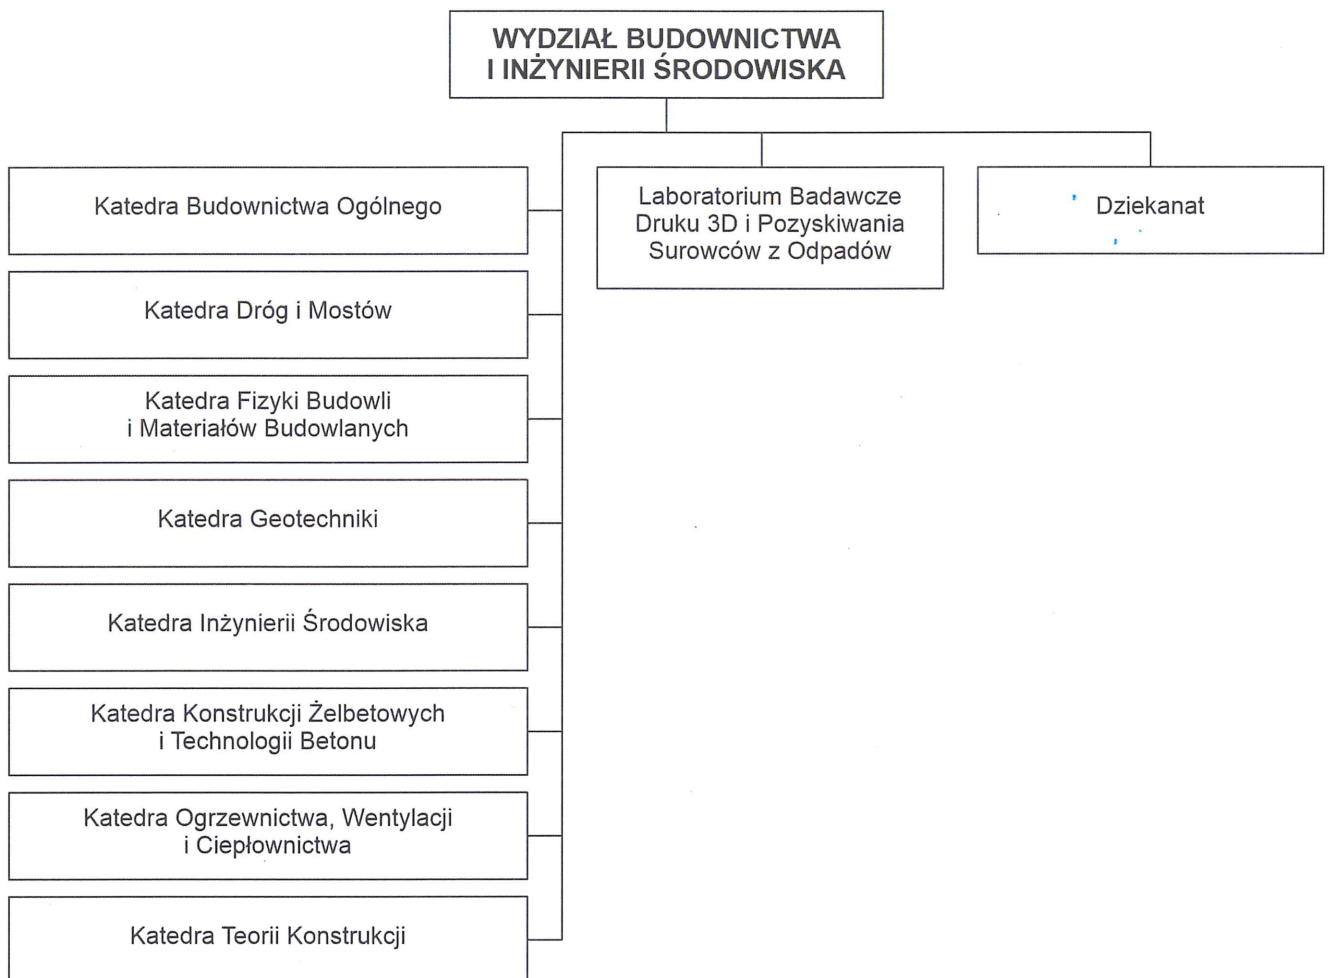 WYDZIAŁ BUDOWNICTWA
I INŻYNIERII ŚRODOWISKA
Katedra Budownictwa Ogólnego
Laboratorium Badawcze
Druku 3D i Pozyskiwania
Surowców z Odpadów
Dziekanat
Katedra Dróg i Mostów
Katedra Fizyki Budowli
i Materiałów Budowlanych
Katedra Geotechniki
Katedra Inżynierii Środowiska
Katedra Konstrukcji Żelbetowych
i Technologii Betonu
Katedra Ogrzewnictwa, Wentylacji
i Ciepłownictwa
Katedra Teorii Konstrukcji